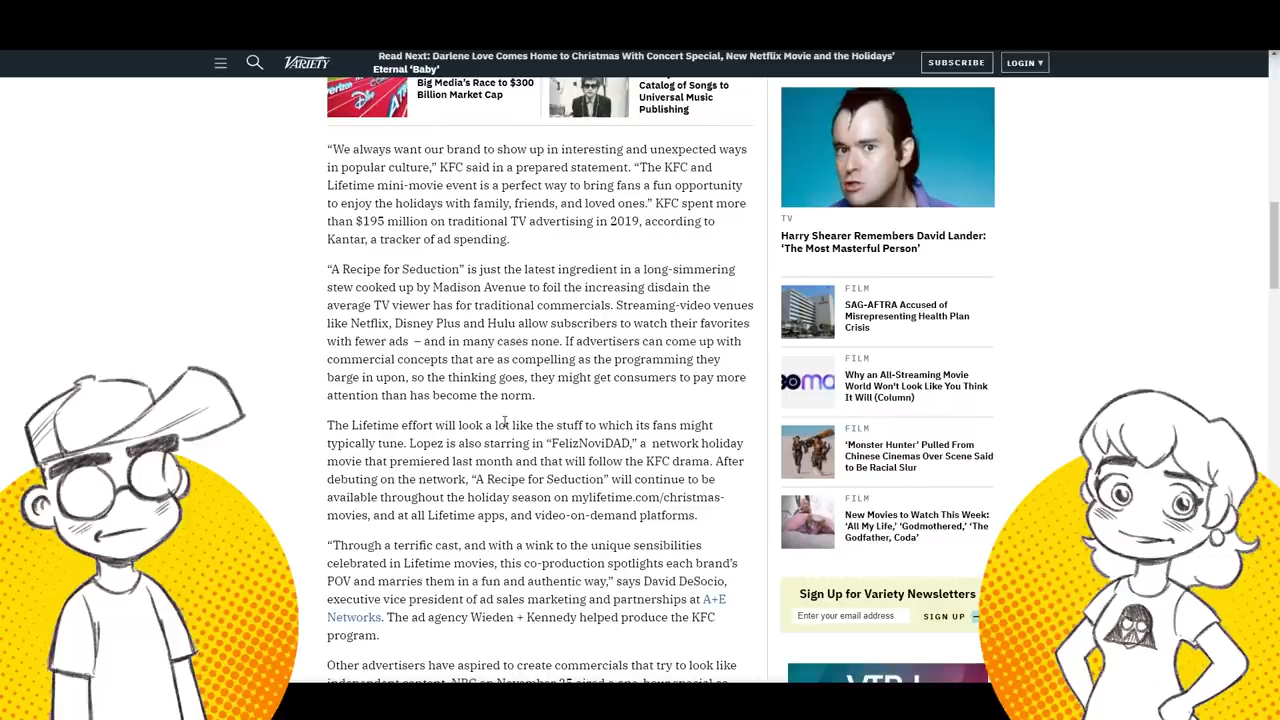 Read Next: Darlene Love Comes Home to Christmas With Concert Special, New Netflix Movie and the Holidays'
Eternal 'Baby'
VARIETY
SUBSCRIBE
LOGIN ▾
Big Media's Race to $300
Billion Market Cap
Catalog of Songs to
Universal Music
Publishing
“We always want our brand to show up in interesting and unexpected ways
in popular culture,” KFC said in a prepared statement. “The KFC and
Lifetime mini-movie event is a perfect way to bring fans a fun opportunity
to enjoy the holidays with family, friends, and loved ones.” KFC spent more
than $195 million on traditional TV advertising in 2019, according to
Kantar, a tracker of ad spending.
“A Recipe for Seduction” is just the latest ingredient in a long-simmering
stew cooked up by Madison Avenue to foil the increasing disdain the
average TV viewer has for traditional commercials. Streaming-video venues
like Netflix, Disney Plus and Hulu allow subscribers to watch their favorites
with fewer ads – and in many cases none. If advertisers can come up with
commercial concepts that are as compelling as the programming they
barge in upon, so the thinking goes, they might get consumers to pay more
attention than has become the norm.
The Lifetime effort will look a lot like the stuff to which its fans might
typically tune. Lopez is also starring in “FelizNoviDAD,” a network holiday
movie that premiered last month and that will follow the KFC drama. After
debuting on the network, “A Recipe for Seduction” will continue to be
available throughout the holiday season on mylifetime.com/christmas-
movies, and at all Lifetime apps, and video-on-demand platforms.
“Through a terrific cast, and with a wink to the unique sensibilities
celebrated in Lifetime movies, this co-production spotlights each brand's
POV and marries them in a fun and authentic way,” says David DeSocio,
executive vice president of ad sales marketing and partnerships at A+E
Networks. The ad agency Wieden + Kennedy helped produce the KFC
program.
Other advertisers have aspired to create commercials that try to look like
TV
Harry Shearer Remembers David Lander:
'The Most Masterful Person'
FILM
SAG-AFTRA Accused of
Misrepresenting Health Plan
Crisis
FILM
Why an All-Streaming Movie
World Won't Look Like You Think
It Will (Column)
FILM
'Monster Hunter' Pulled From
Chinese Cinemas Over Scene Said
to Be Racial Slur
FILM
New Movies to Watch This Week:
'All My Life,' 'Godmothered,' 'The
Godfather, Coda'
Sign Up for Variety Newsletters
Enter your email address
SIGN UP